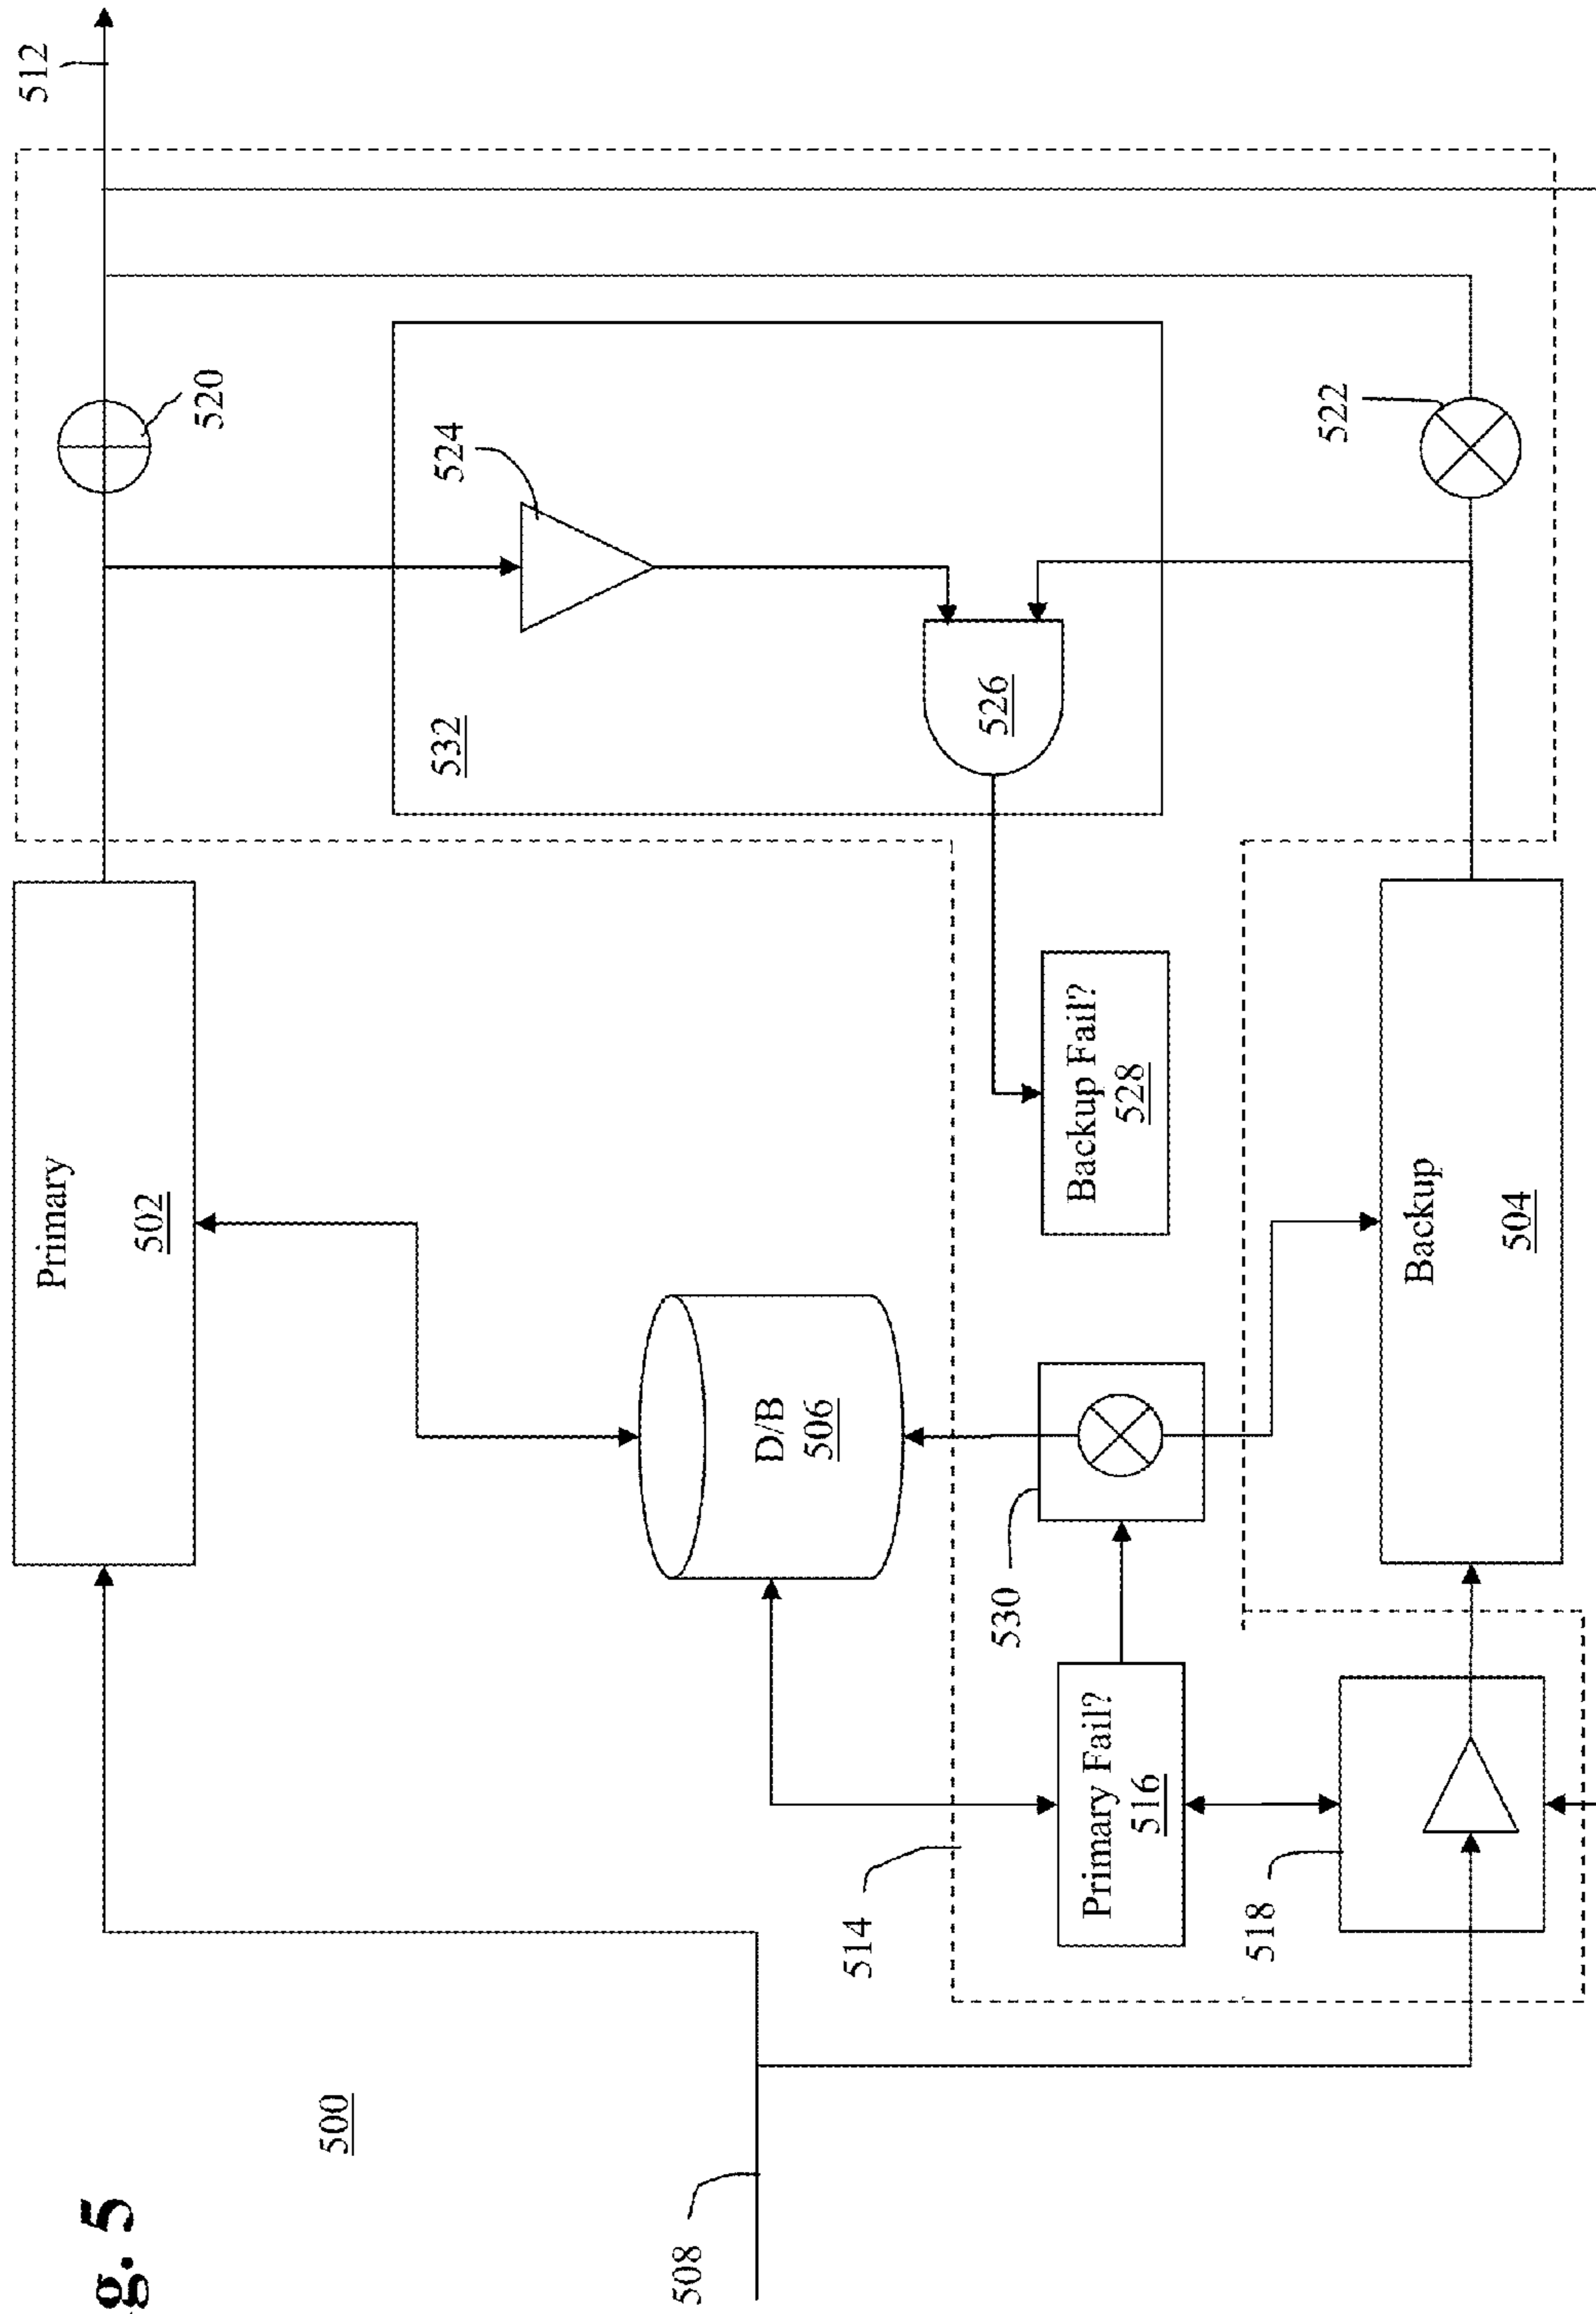 g. 5
500
508
512
Primary
502
520
532
524
526
D/B
506
514
Primary Fail?
516
530
Backup Fail?
528
518
Backup
504
522